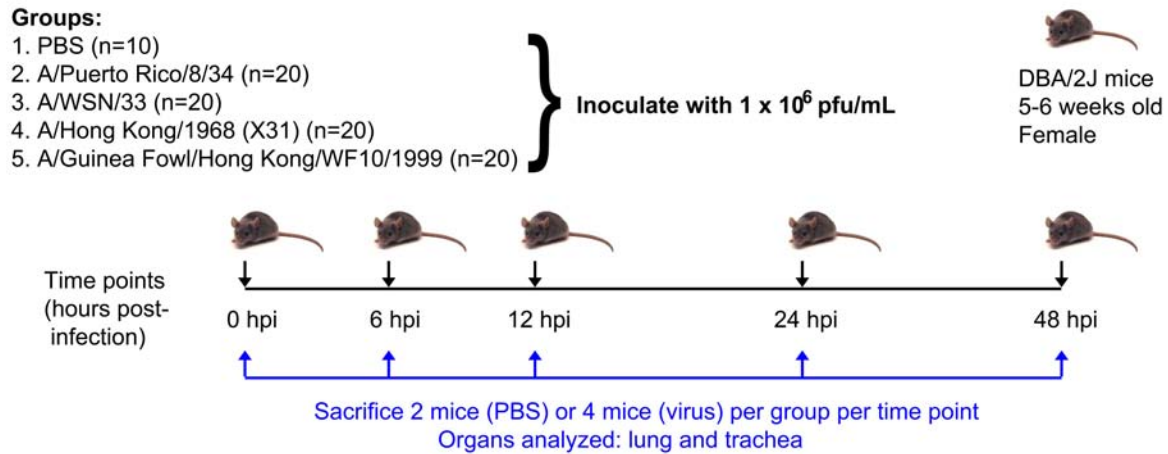 Groups:
1. PBS (n=10)
2. A/Puerto Rico/8/34 (n=20)
3. A/WSN/33 (n=20)
4. A/Hong Kong/1968 (X31) (n=20)
5. A/Guinea Fowl/Hong Kong/WF10/1999 (n=20)
Inoculate with 1 x 10⁶ pfu/mL
DBA/2J mice
5-6 weeks old
Female
Time points
(hours post-
infection)
0 hpi
6 hpi
12 hpi
24 hpi
48 hpi
Sacrifice 2 mice (PBS) or 4 mice (virus) per group per time point
Organs analyzed: lung and trachea